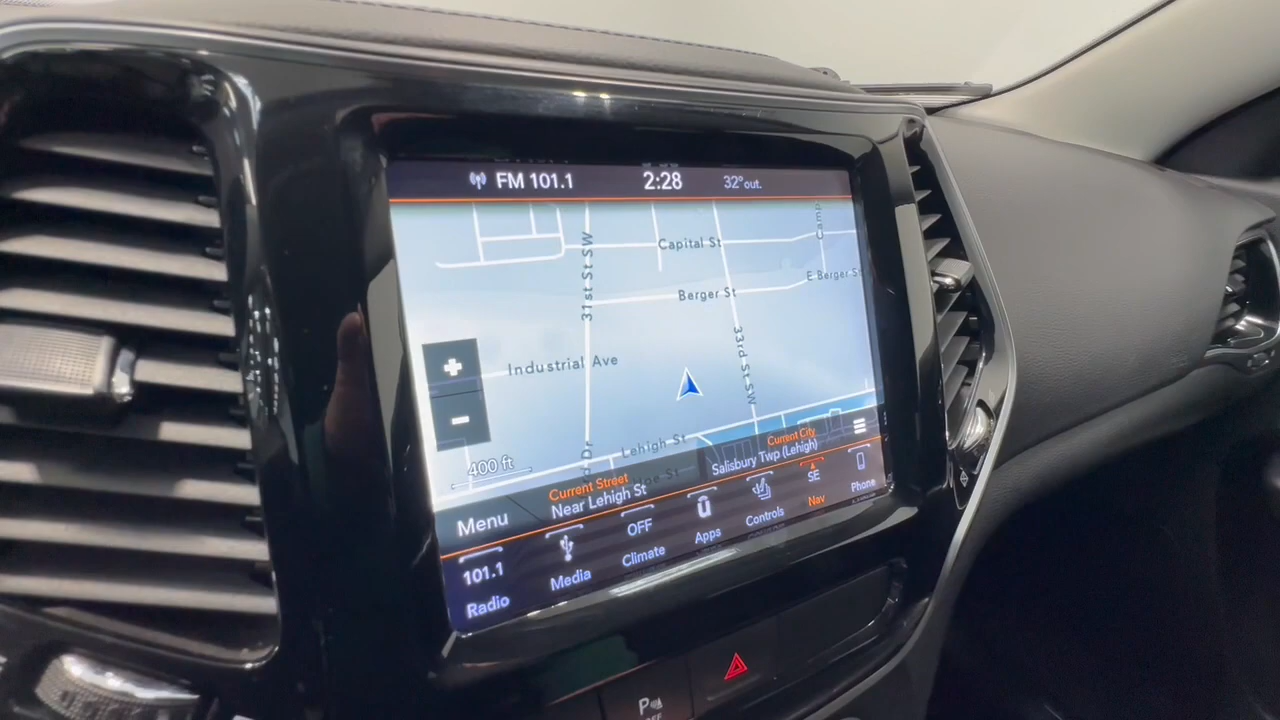 FM 101.1 2:28 32° out.
Camp
Capital St
31st St SW
E Berger St
Berger St
33rd St SW
Industrial Ave
+
-
Lehigh St
400 ft
Current Street
Near Lehigh St
Current City
Salisbury Twp (Lehigh)
Menu
101.1
Radio
Media
OFF
Climate
Apps
Controls
SE
Nav
Phone
P
OFF